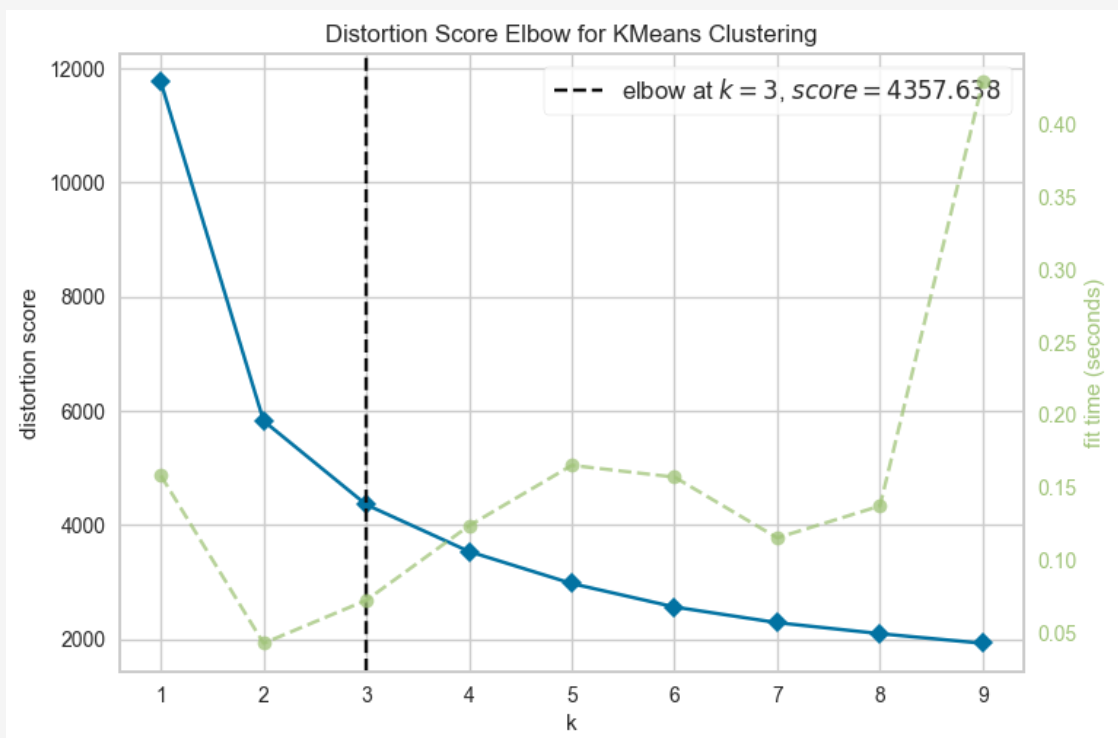 Distortion Score Elbow for KMeans Clustering
elbow at k = 3, score = 4357.638
distortion score
12000
10000
8000
6000
4000
2000
0.40
0.35
0.30
0.25
0.20
0.15
0.10
0.05
fit time (seconds)
1 2 3 4 5 6 7 8 9
k